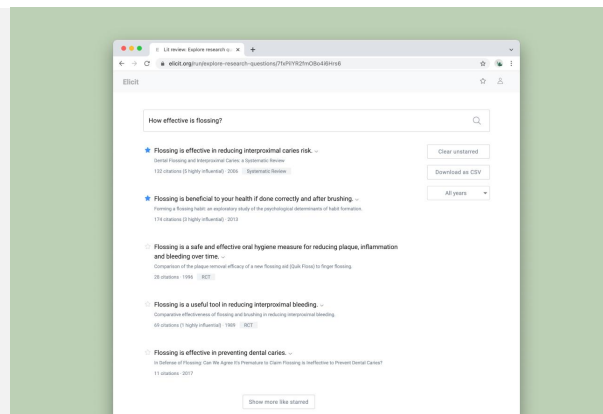 Lit review: Explore research qu
elicit.org/run/explore-research-questions/7fxPIiYR2fmOBo4i6Hrs6
Elicit
How effective is flossing?
Flossing is effective in reducing interproximal caries risk.
Clear unstarred
Dental Flossing and Interproximal Caries: a Systematic Review
132 citations (5 highly influential) · 2006 Systematic Review
Download as CSV
All years
Flossing is beneficial to your health if done correctly and after brushing.
Forming a flossing habit: an exploratory study of the psychological determinants of habit formation.
174 citations (3 highly influential) · 2013
Flossing is a safe and effective oral hygiene measure for reducing plaque, inflammation
and bleeding over time.
Comparison of the plaque removal efficacy of a new flossing aid (Quik Floss) to finger flossing.
28 citations · 1996 RCT
Flossing is a useful tool in reducing interproximal bleeding.
Comparative effectiveness of flossing and brushing in reducing interproximal bleeding.
69 citations (1 highly influential) · 1989 RCT
Flossing is effective in preventing dental caries.
In Defense of Flossing: Can We Agree It's Premature to Claim Flossing is Ineffective to Prevent Dental Caries?
11 citations · 2017
Show more like starred